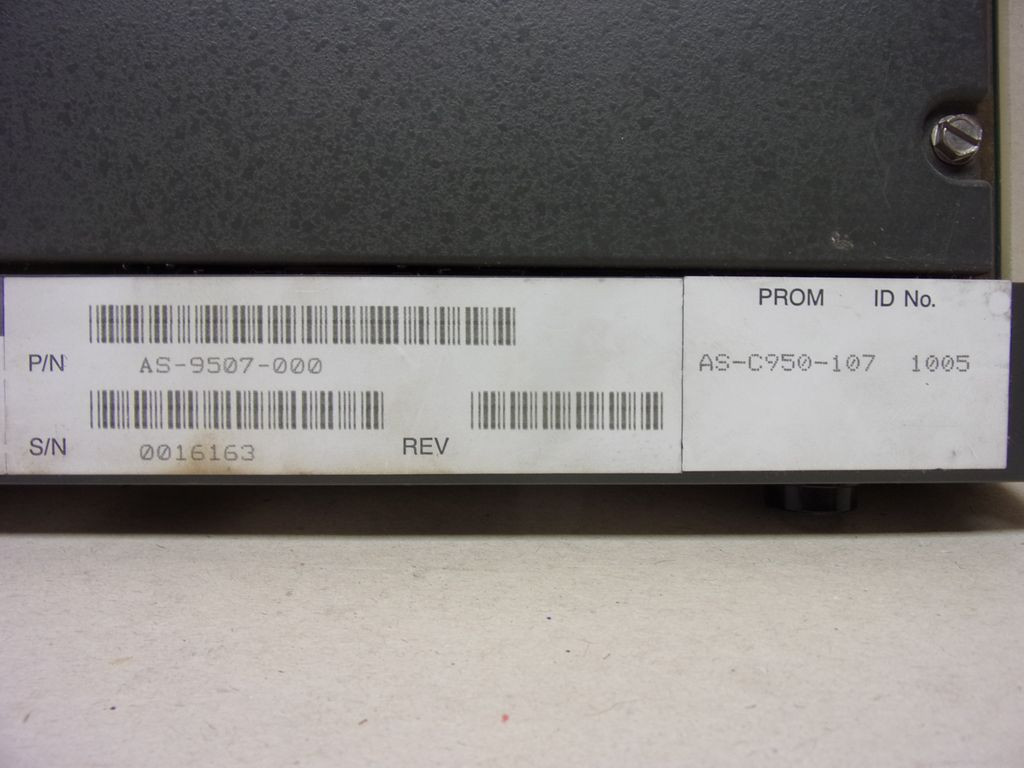 P/N AS-9507-000
S/N 0016163 REV
PROM ID No.
AS-C950-107 1005